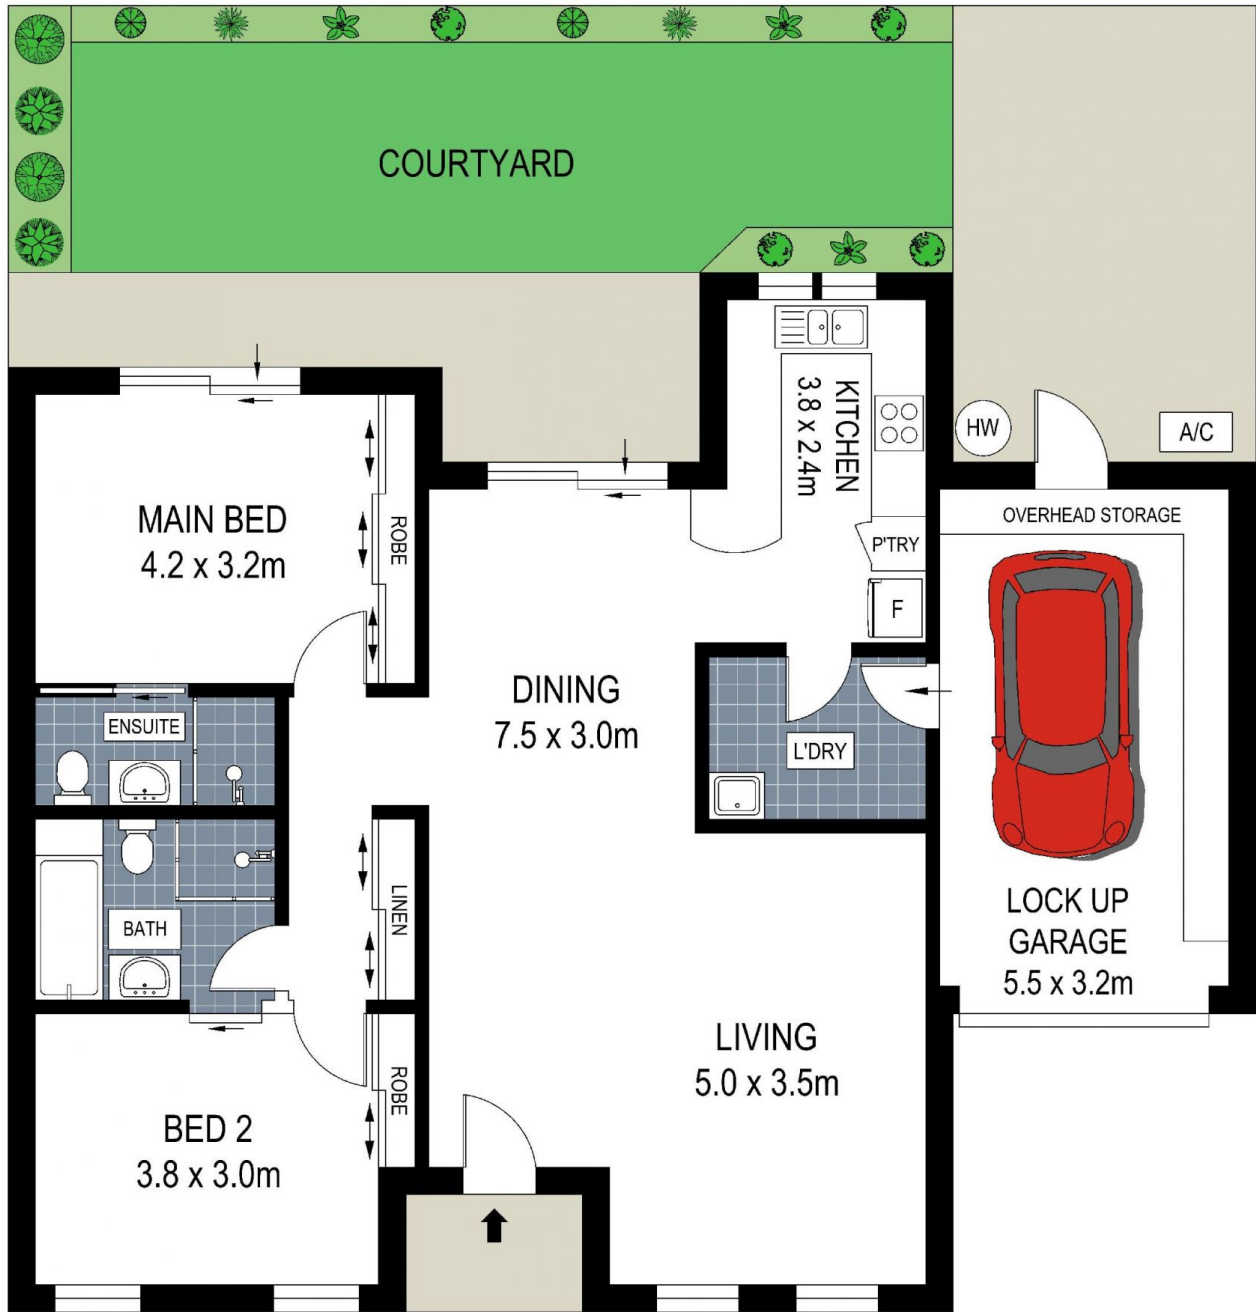 COURTYARD
KITCHEN
3.8 x 2.4m
HW
A/C
MAIN BED
4.2 x 3.2m
ROBE
P'TRY
F
OVERHEAD STORAGE
ENSUITE
DINING
7.5 x 3.0m
L'DRY
BATH
LINEN
LOCK UP
GARAGE
5.5 x 3.2m
LIVING
5.0 x 3.5m
BED 2
3.8 x 3.0m
ROBE